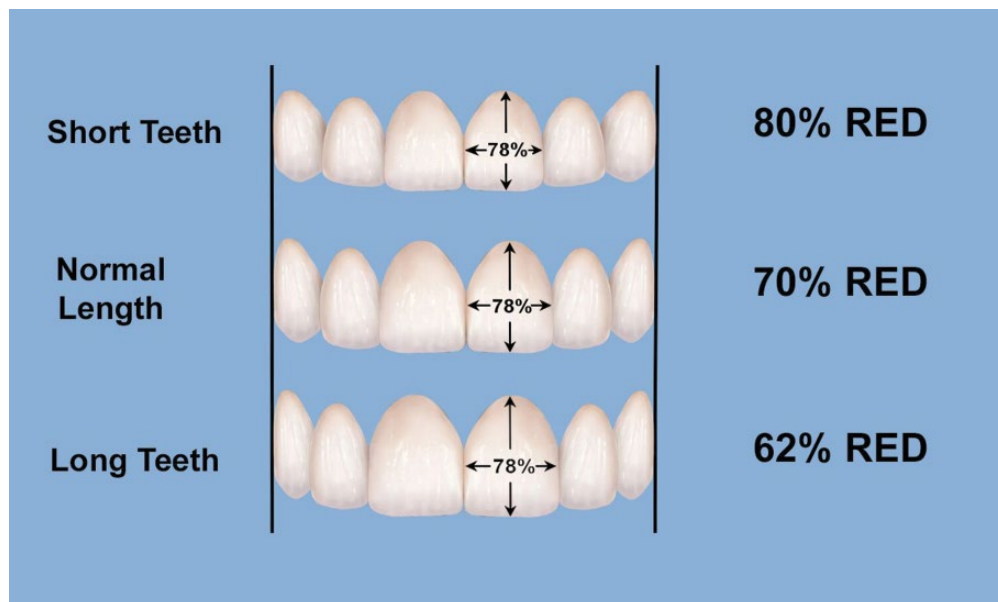 Short Teeth
78%
80% RED
Normal
Length
78%
70% RED
Long Teeth
78%
62% RED